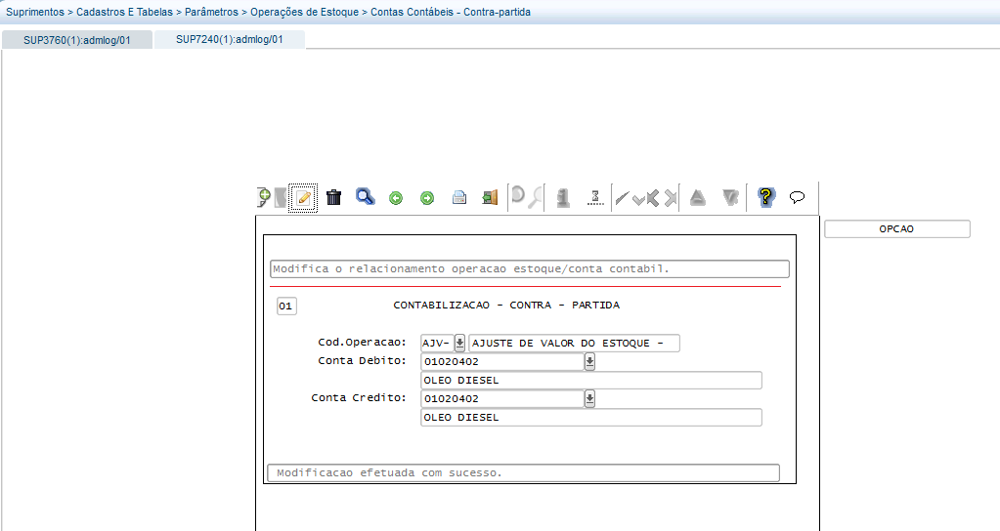 Suprimentos > Cadastros E Tabelas > Parâmetros > Operações de Estoque > Contas Contábeis - Contra-partida
SUP3760(1):admlog/01 SUP7240(1):admlog/01
OPCAO
Modifica o relacionamento operacao estoque/conta contabil.
01 CONTABILIZACAO - CONTRA - PARTIDA
Cod.Operacao: AJV- AJUSTE DE VALOR DO ESTOQUE -
Conta Debito: 01020402
OLEO DIESEL
Conta Credito: 01020402
OLEO DIESEL
Modificacao efetuada com sucesso.